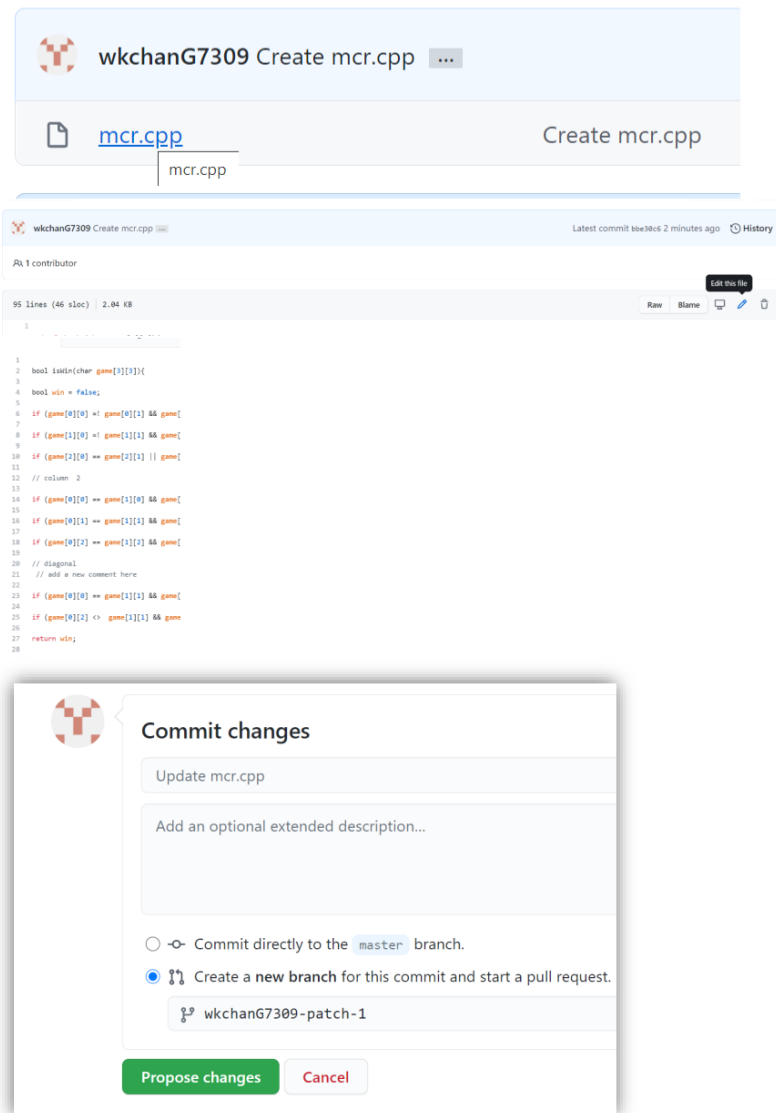 wkchanG7309 Create mcr.cpp ...
mcr.cpp Create mcr.cpp
mcr.cpp
wkchanG7309 Create mcr.cpp ...
Latest commit bbe30c6 2 minutes ago History
1 contributor
Edit this file
95 lines (46 sloc) 2.04 KB
Raw Blame
1
1
2 bool isWin(char game[3][3]){
3
4 bool win = false;
5
6 if (game[0][0] =! game[0][1] && game[
7
8 if (game[1][0] =! game[1][1] && game[
9
10 if (game[2][0] == game[2][1] || game[
11
12 // column 2
13
14 if (game[0][0] == game[1][0] && game[
15
16 if (game[0][1] == game[1][1] && game[
17
18 if (game[0][2] == game[1][2] && game[
19
20 // diagonal
21 // add a new comment here
22
23 if (game[0][0] == game[1][1] && game[
24
25 if (game[0][2] <> game[1][1] && game
26
27 return win;
28
Commit changes
Update mcr.cpp
Add an optional extended description...
Commit directly to the master branch.
Create a new branch for this commit and start a pull request.
wkchanG7309-patch-1
Propose changes Cancel